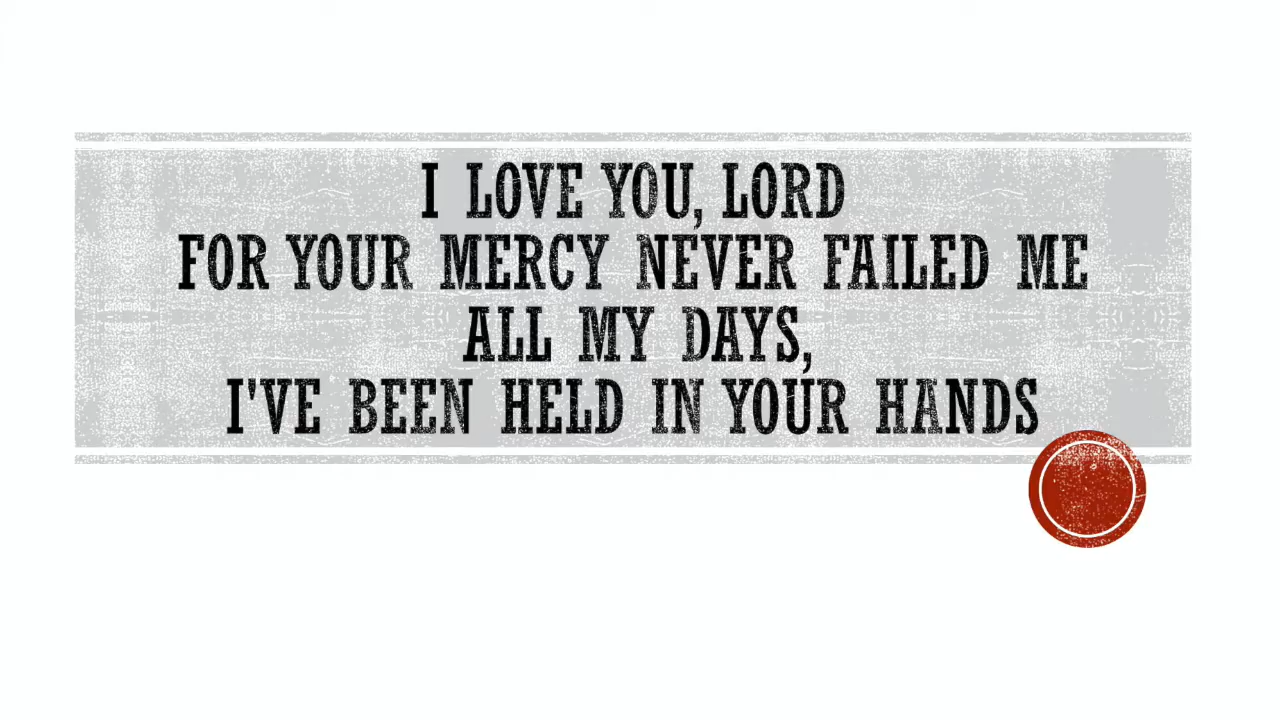 I LOVE YOU, LORD
FOR YOUR MERCY NEVER FAILED ME
ALL MY DAYS,
I'VE BEEN HELD IN YOUR HANDS